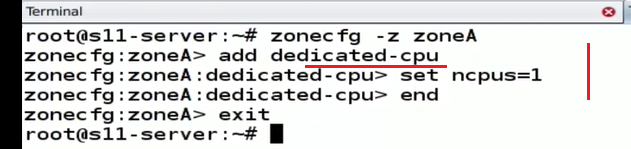 Terminal
root@s11-server:~# zonecfg -z zoneA
zonecfg:zoneA> add dedicated-cpu
zonecfg:zoneA:dedicated-cpu> set ncpus=1
zonecfg:zoneA:dedicated-cpu> end
zonecfg:zoneA> exit
root@s11-server:~#